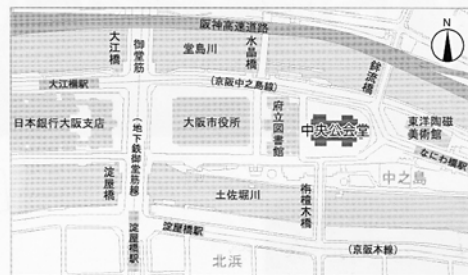 阪神高速道路
N
大江橋
御堂筋
堂島川
水晶橋
鉾流橋
(京阪中之島線)
大江橋駅
日本銀行大阪支店
(地下鉄御堂筋線)
大阪市役所
府立図書館
中央公会堂
東洋陶磁
美術館
なにわ橋駅
中之島
淀屋橋
土佐堀川
栴檀木橋
淀屋橋駅
淀屋橋駅
(京阪本線)
北浜